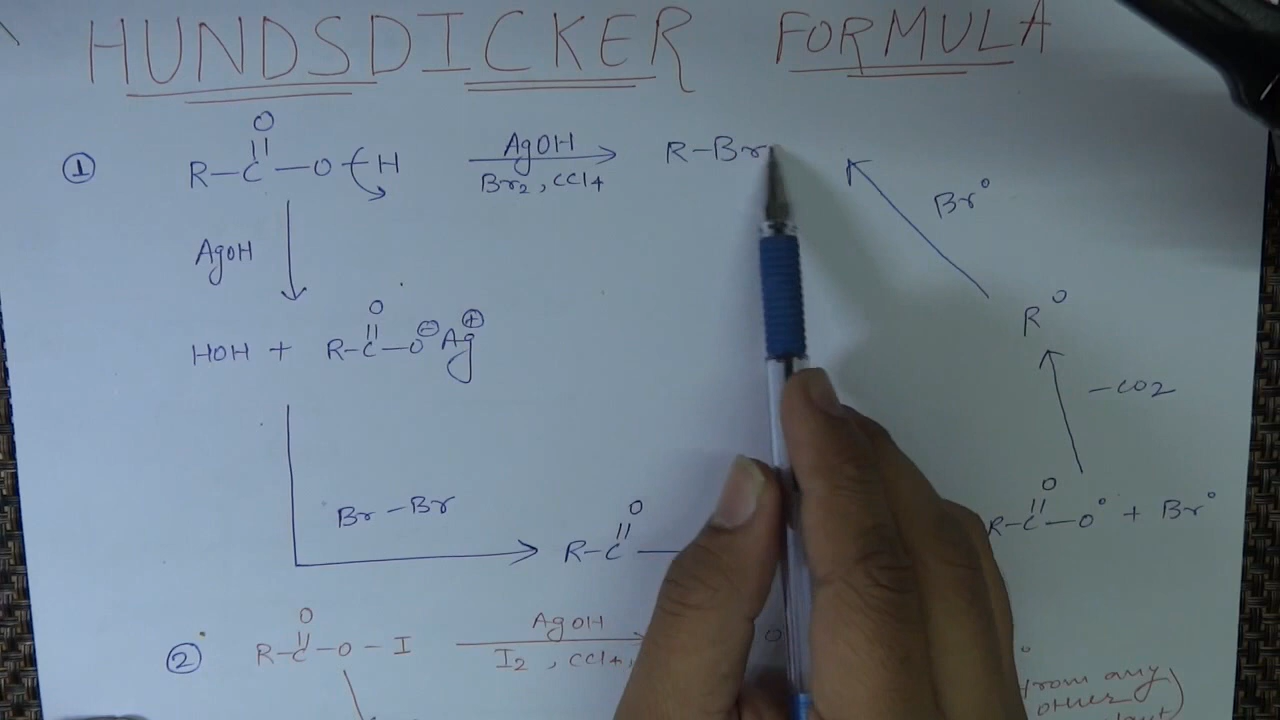 HUNDSDICKER FORMULA
O
① R-C-O-H AgOH R-Br
Br2, CCl4
Br°
AgOH
R°
O
HOH + R-C-O⊖ Ag⊕
-CO2
O
Br-Br R-C-O° + Br°
O
R-C-
O
② R-C-O-I AgOH
I2, CCl4,
from any
other